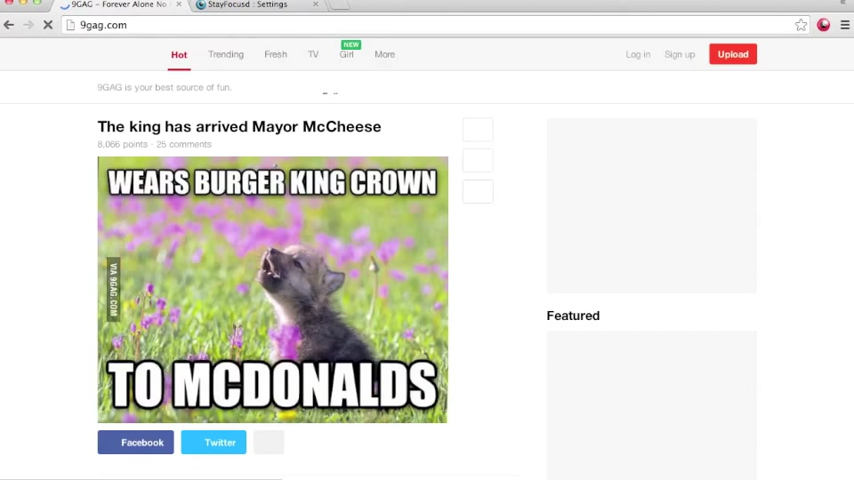 9GAG - Forever Alone No
StayFocusd : Settings
9gag.com
Hot
Trending
Fresh
TV
NEW
Girl
More
Log in
Sign up
Upload
9GAG is your best source of fun.
The king has arrived Mayor McCheese
8,066 points · 25 comments
WEARS BURGER KING CROWN
VIA 9GAG.COM
TO MCDONALDS
Facebook
Twitter
Featured